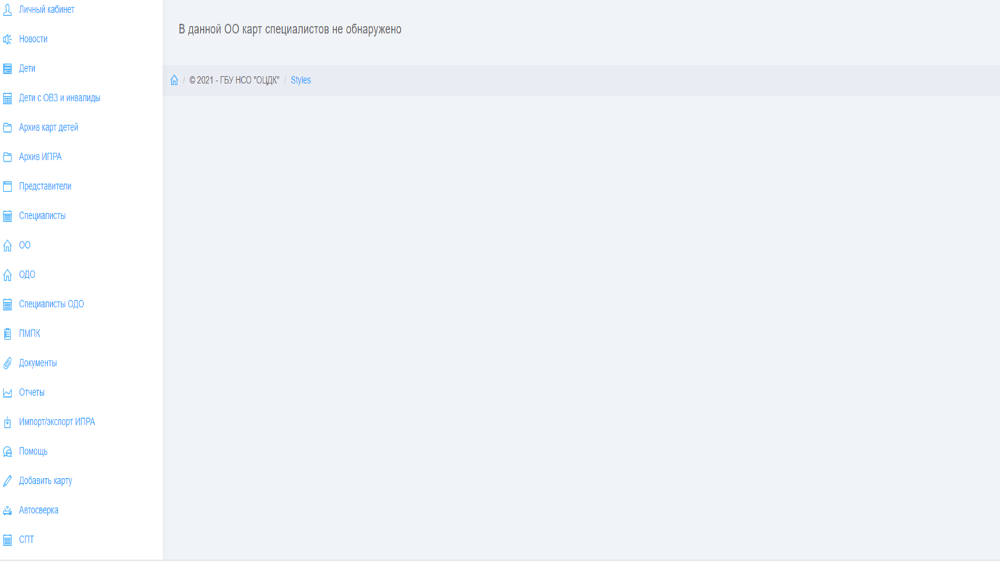 Личный кабинет
Новости
Дети
Дети с ОВЗ и инвалиды
Архив карт детей
Архив ИПРА
Представители
Специалисты
ОО
ОДО
Специалисты ОДО
ПМПК
Документы
Отчеты
Импорт/экспорт ИПРА
Помощь
Добавить карту
Автосверка
СПТ
В данной ОО карт специалистов не обнаружено
/ © 2021 - ГБУ НСО "ОЦДК" / Styles